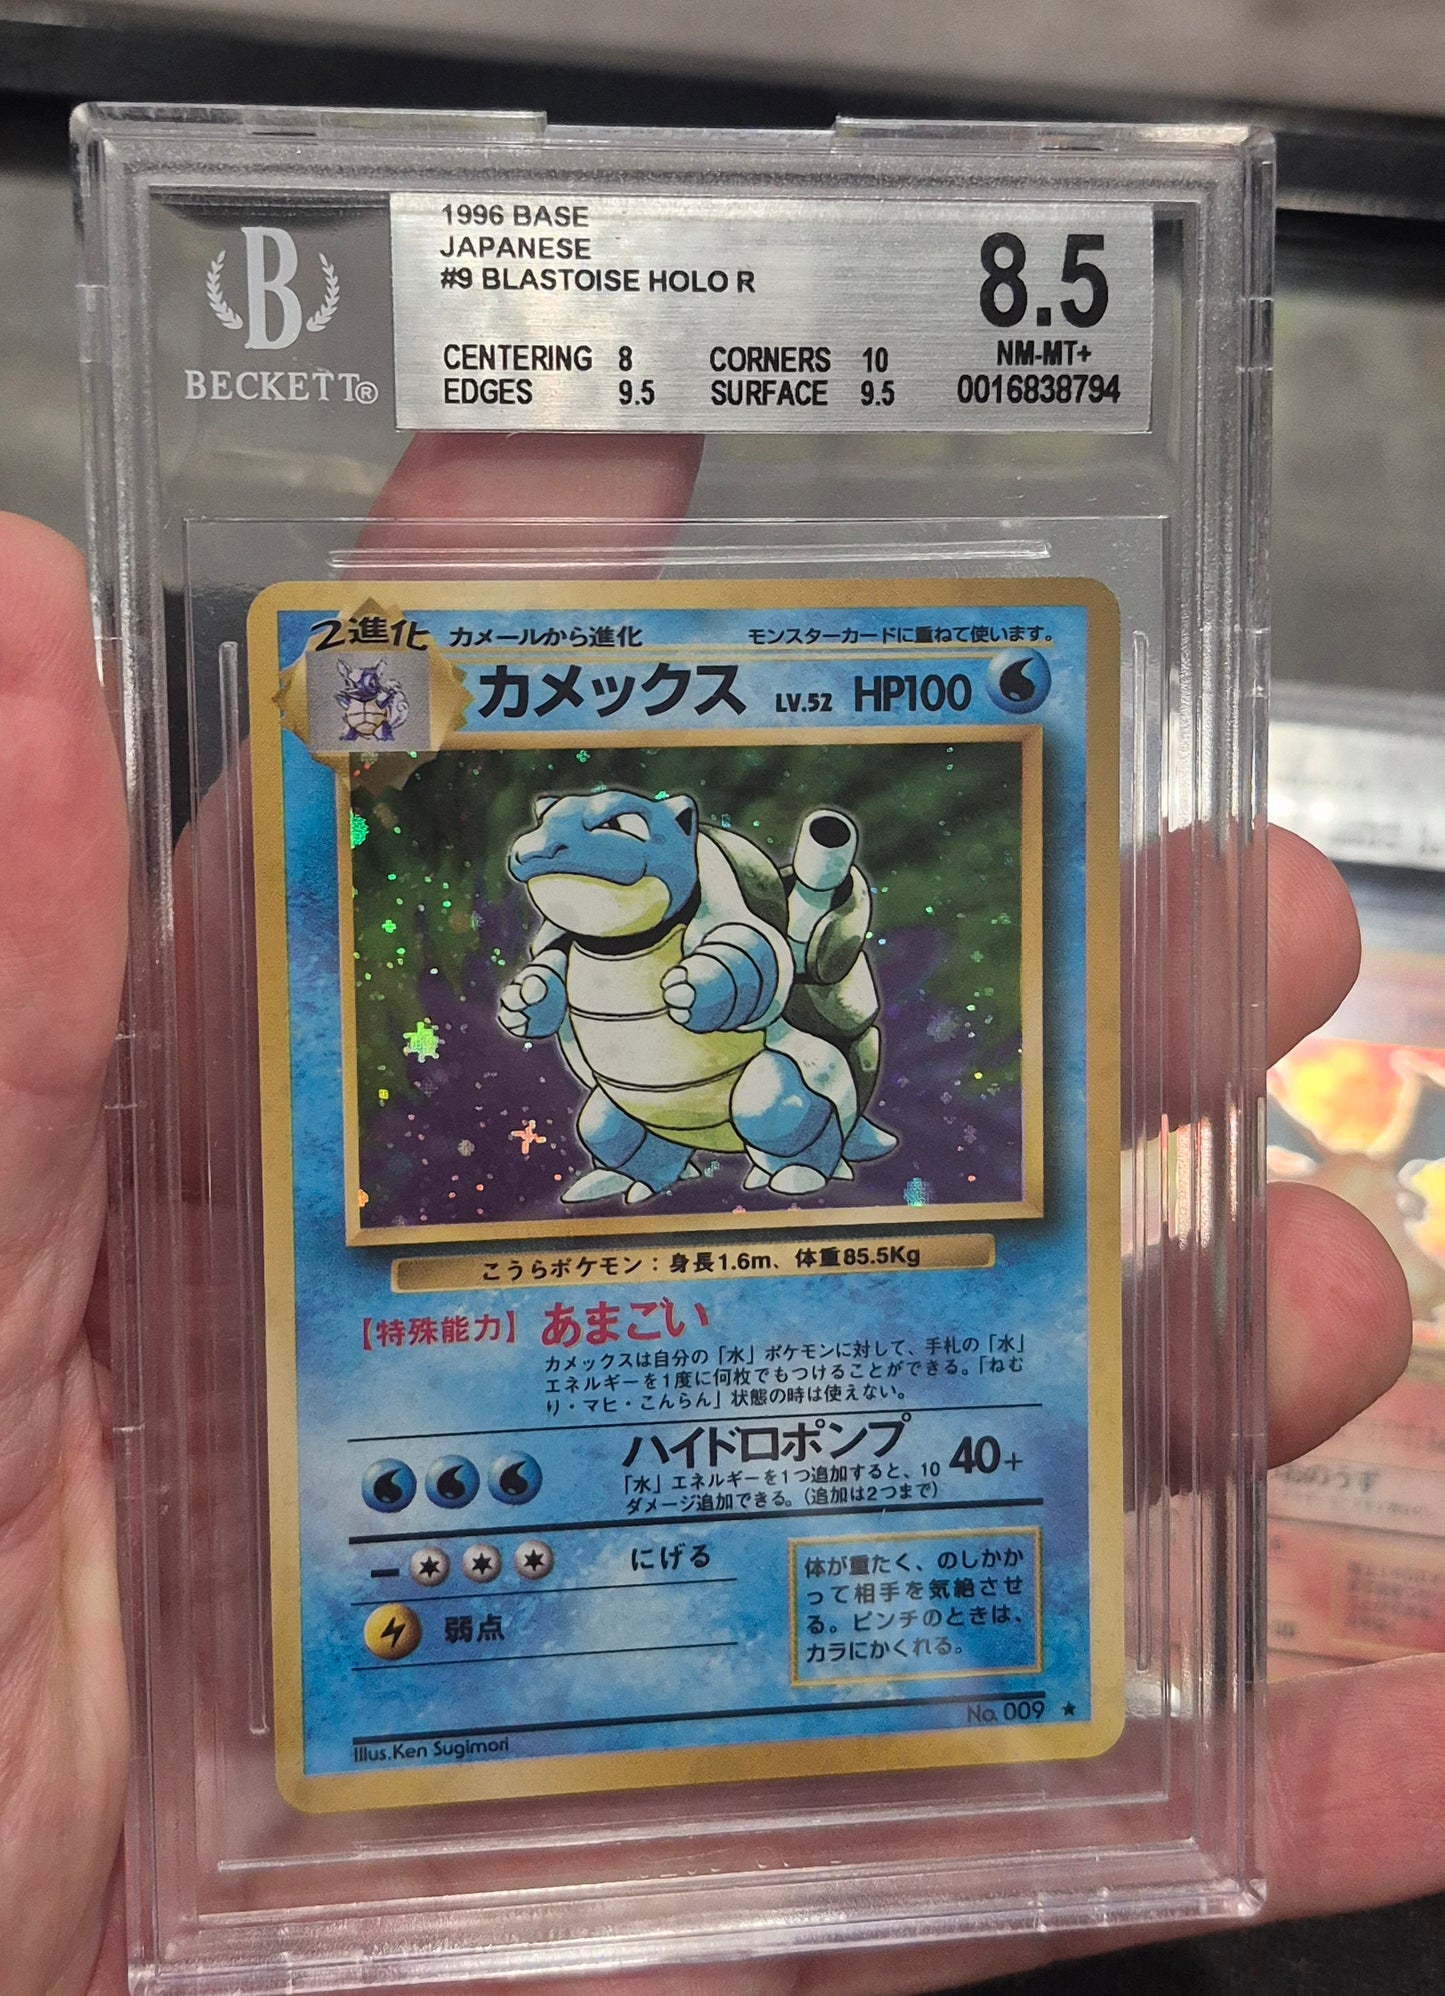 B
BECKETT®
1996 BASE
JAPANESE
#9 BLASTOISE HOLO R
8.5
CENTERING 8 CORNERS 10 NM-MT+
EDGES 9.5 SURFACE 9.5 0016838794
2進化 カメールから進化 モンスターカードに重ねて使います。
カメックス LV.52 HP100
こうらポケモン：身長1.6m、体重85.5Kg
【特殊能力】 あまごい
カメックスは自分の「水」ポケモンに対して、手札の「水」
エネルギーを1度に何枚でもつけることができる。「ねむ
り・マヒ・こんらん」状態の時は使えない。
ハイドロポンプ 40+
「水」エネルギーを1つ追加すると、10
ダメージ追加できる。(追加は2つまで)
にげる
弱点
体が重たく、のしかか
って相手を気絶させ
る。ピンチのときは、
カラにかくれる。
No. 009 ★
Illus.Ken Sugimori
のうず